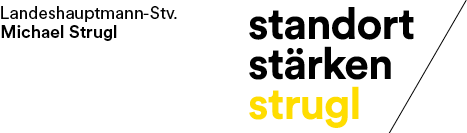 Landeshauptmann-Stv.
Michael Strugl
standort
stärken
strugl